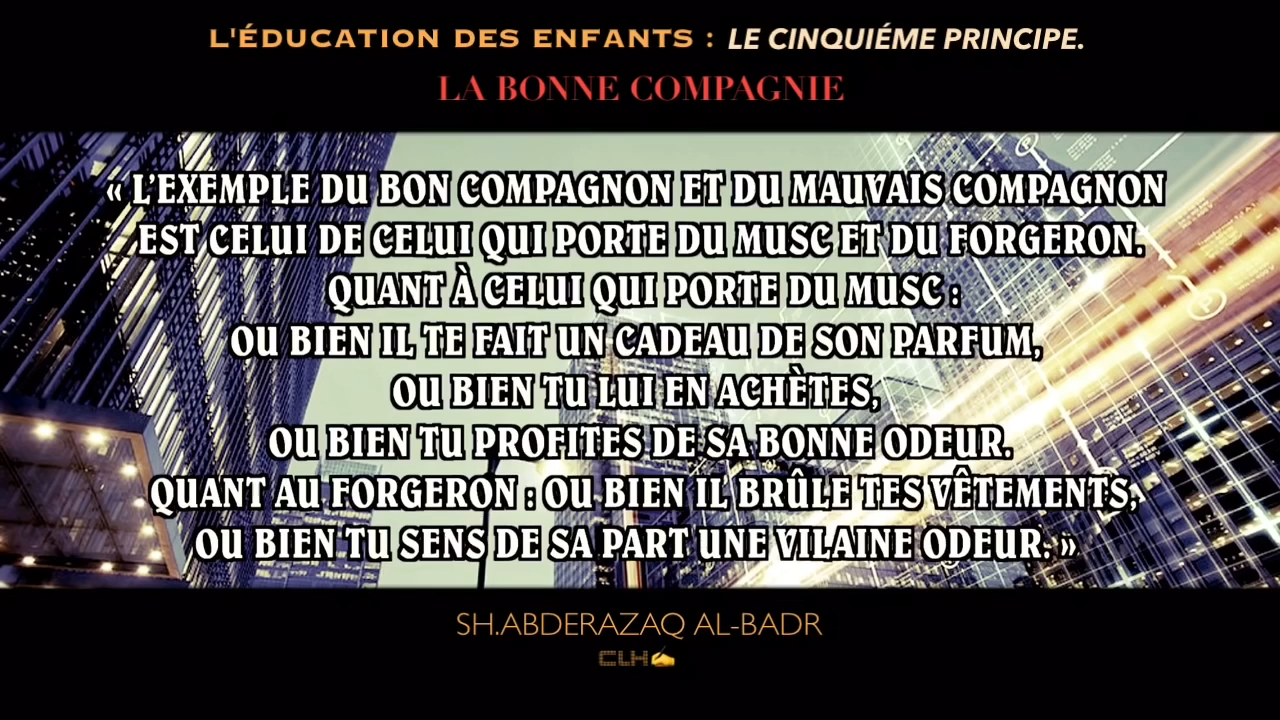 L'ÉDUCATION DES ENFANTS : LE CINQUIÉME PRINCIPE.
LA BONNE COMPAGNIE
« L'EXEMPLE DU BON COMPAGNON ET DU MAUVAIS COMPAGNON
EST CELUI DE CELUI QUI PORTE DU MUSC ET DU FORGERON.
QUANT À CELUI QUI PORTE DU MUSC :
OU BIEN IL TE FAIT UN CADEAU DE SON PARFUM,
OU BIEN TU LUI EN ACHÈTES,
OU BIEN TU PROFITES DE SA BONNE ODEUR.
QUANT AU FORGERON : OU BIEN IL BRÛLE TES VÊTEMENTS,
OU BIEN TU SENS DE SA PART UNE VILAINE ODEUR. »
SH.ABDERAZAQ AL-BADR
CLH✍️